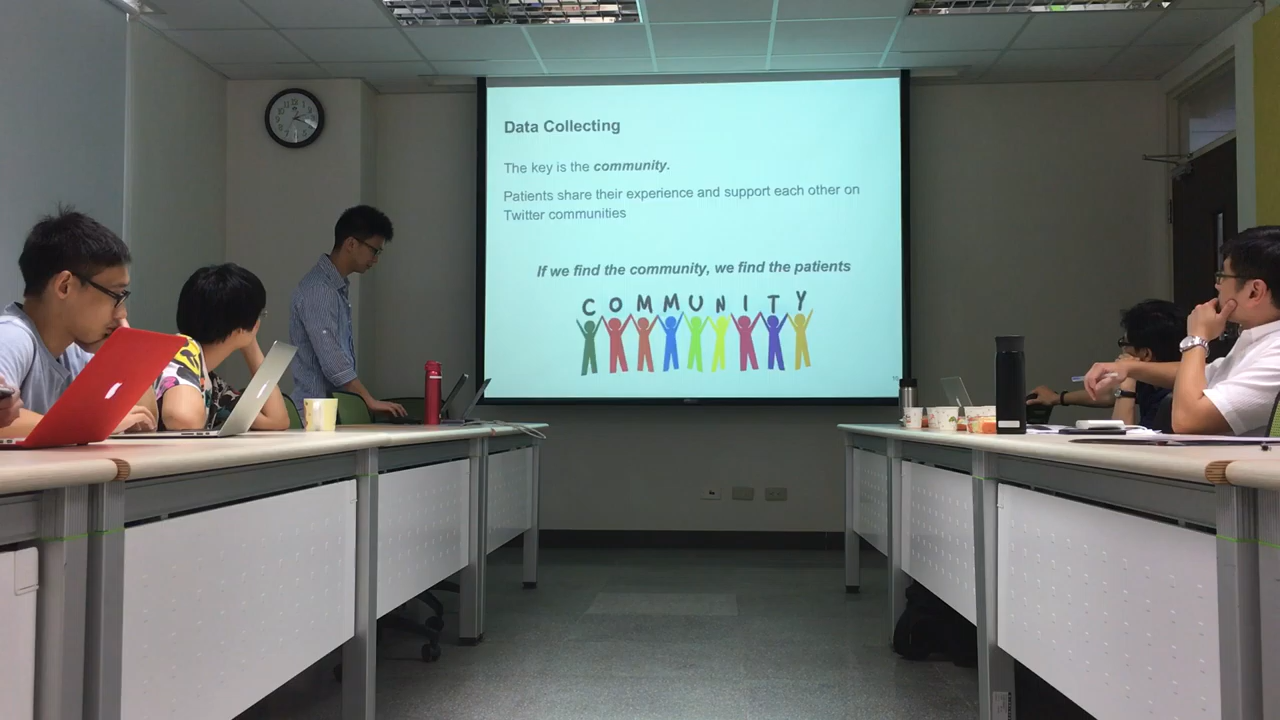 Data Collecting
The key is the community.
Patients share their experience and support each other on
Twitter communities
If we find the community, we find the patients
COMMUNITY